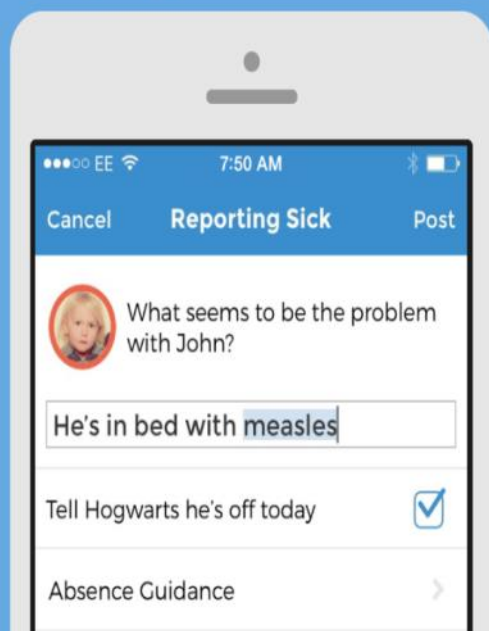 EE 7:50 AM
Cancel Reporting Sick Post
What seems to be the problem
with John?
He's in bed with measles
Tell Hogwarts he's off today
Absence Guidance